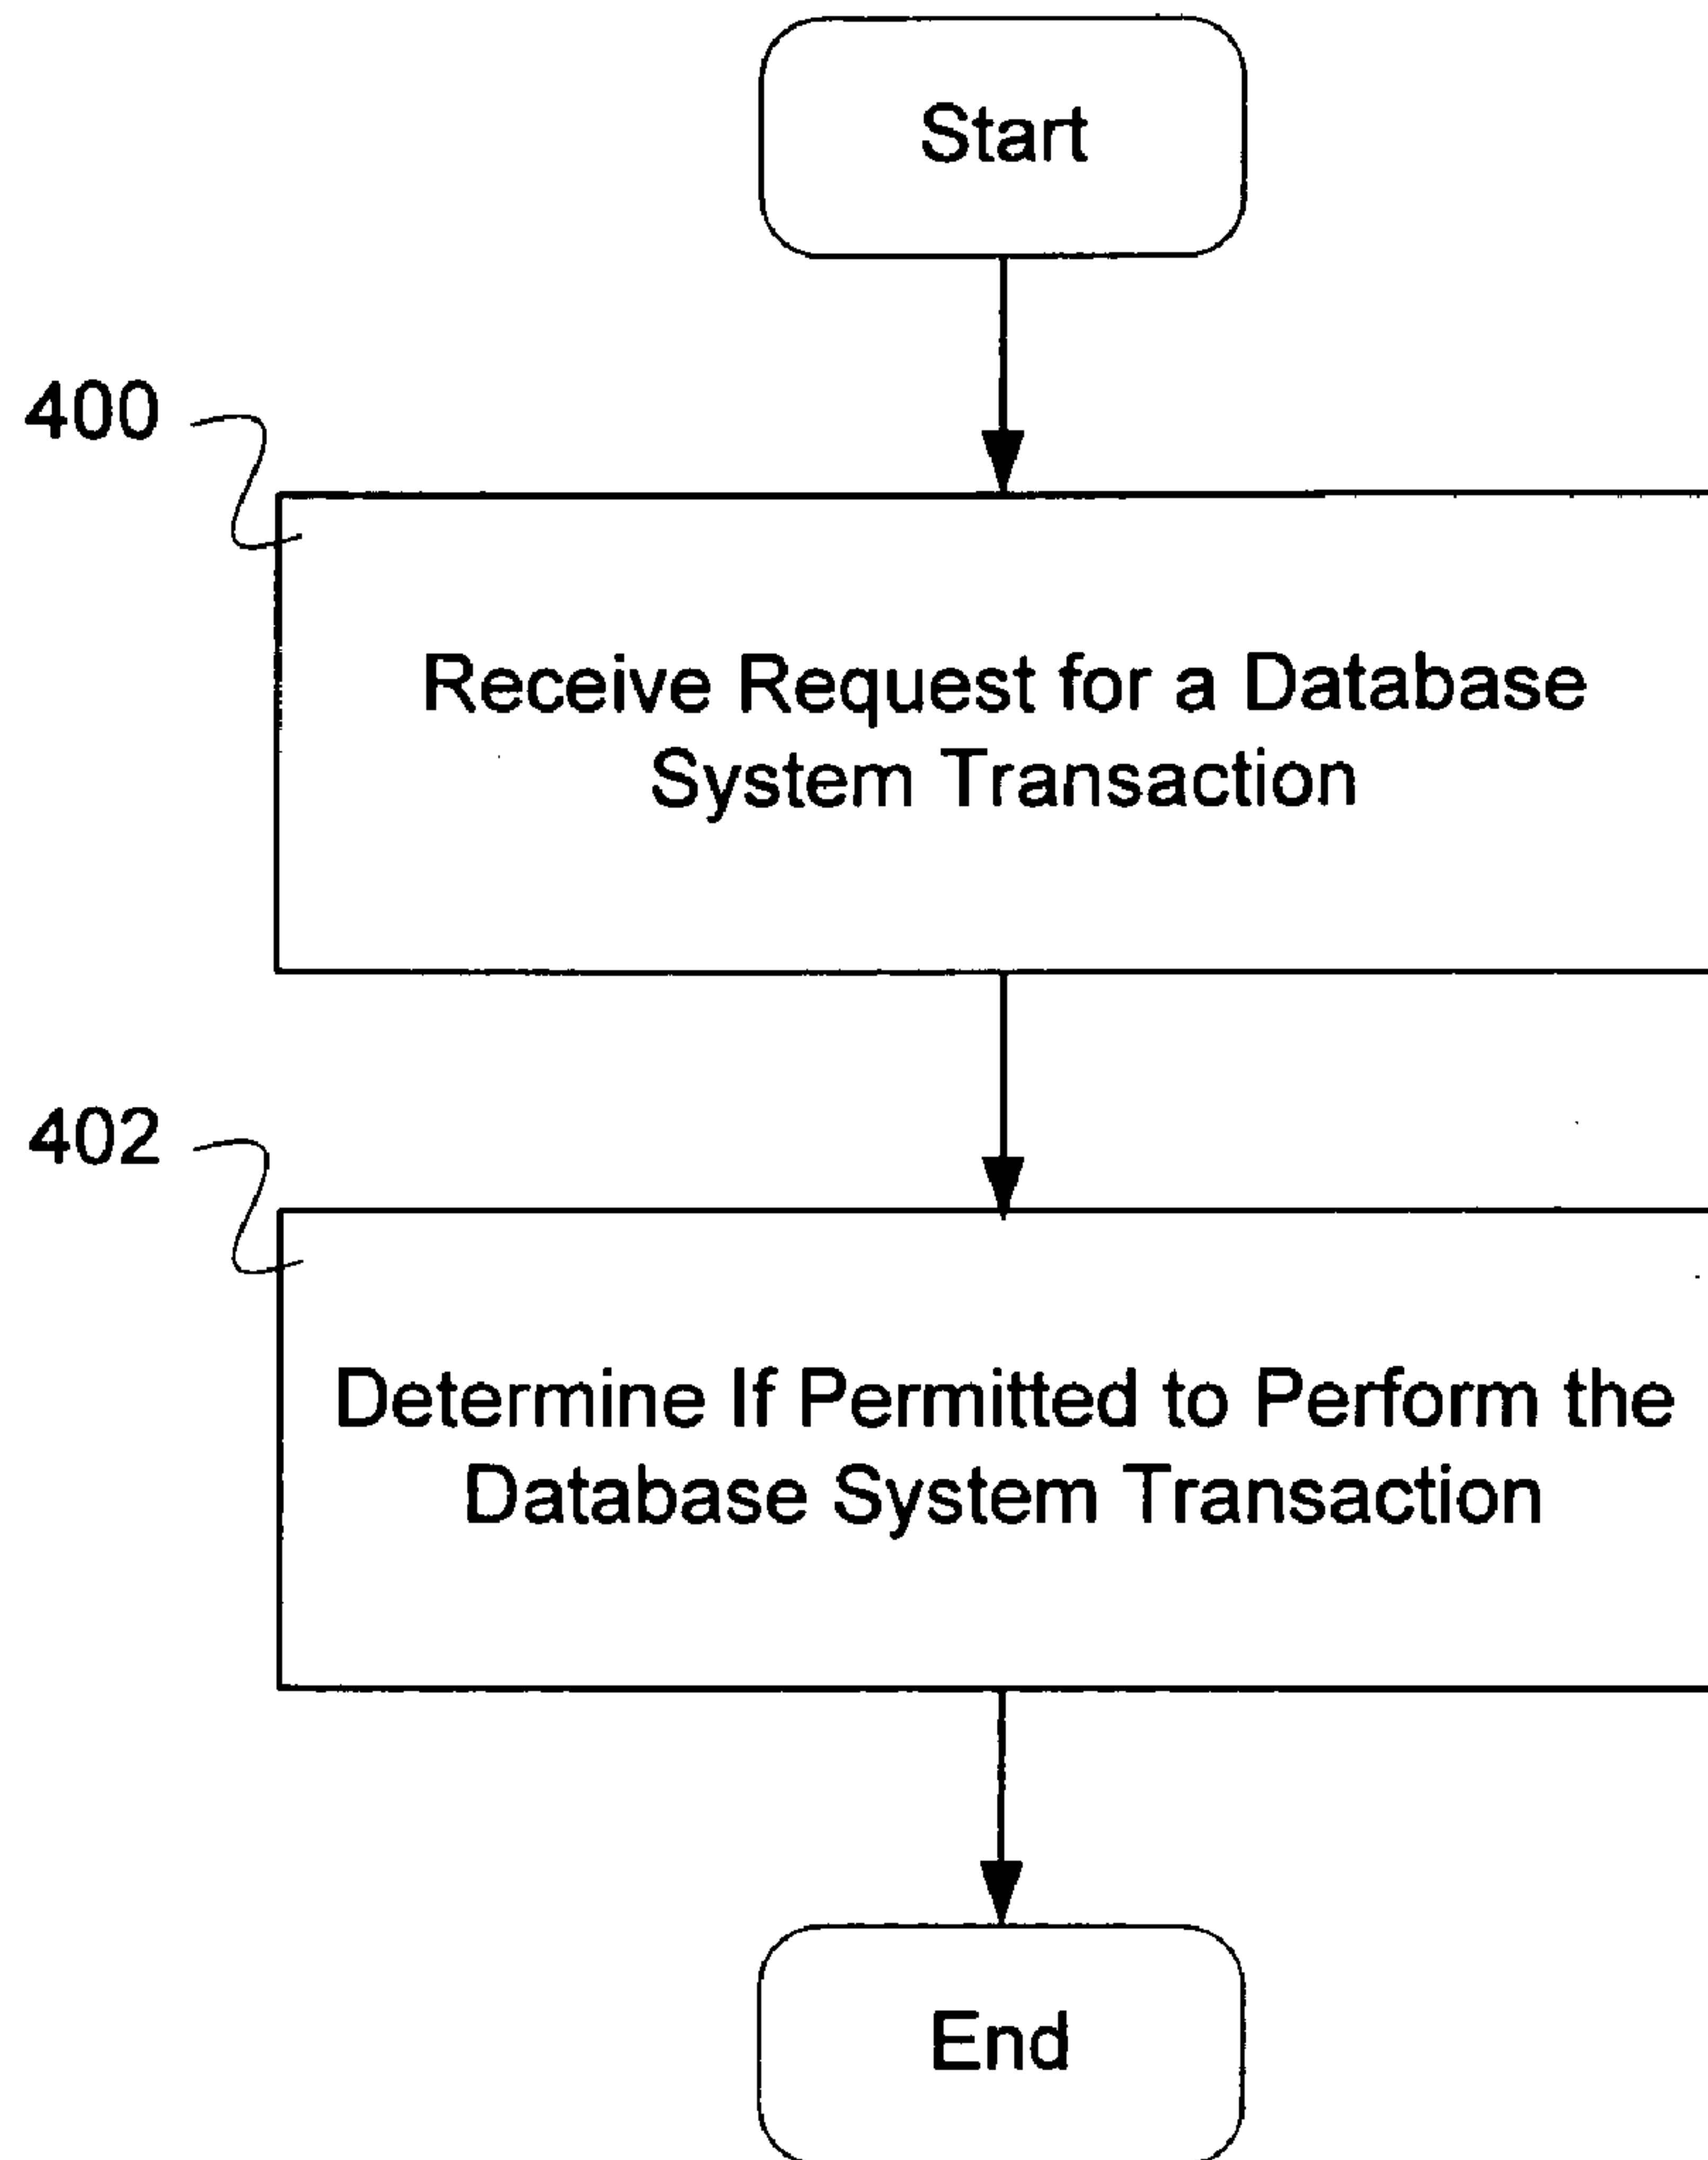 Start
400
Receive Request for a Database
System Transaction
402
Determine If Permitted to Perform the
Database System Transaction
End